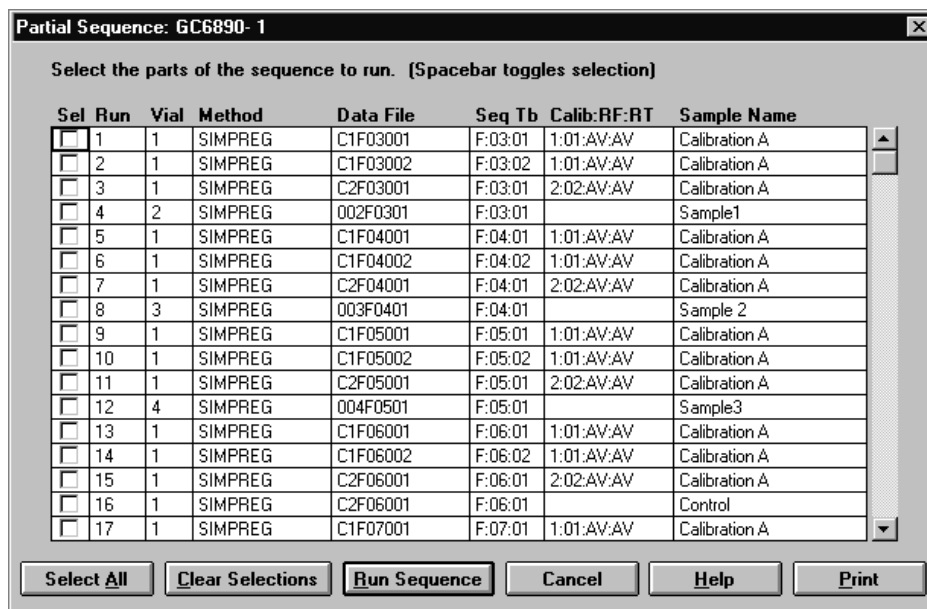 Partial Sequence: GC6890- 1
Select the parts of the sequence to run. (Spacebar toggles selection)
Sel Run Vial Method Data File Seq Tb Calib:RF:RT Sample Name
1 1 SIMPREG C1F03001 F:03:01 1:01:AV:AV Calibration A
2 1 SIMPREG C1F03002 F:03:02 1:01:AV:AV Calibration A
3 1 SIMPREG C2F03001 F:03:01 2:02:AV:AV Calibration A
4 2 SIMPREG 002F0301 F:03:01 Sample1
5 1 SIMPREG C1F04001 F:04:01 1:01:AV:AV Calibration A
6 1 SIMPREG C1F04002 F:04:02 1:01:AV:AV Calibration A
7 1 SIMPREG C2F04001 F:04:01 2:02:AV:AV Calibration A
8 3 SIMPREG 003F0401 F:04:01 Sample 2
9 1 SIMPREG C1F05001 F:05:01 1:01:AV:AV Calibration A
10 1 SIMPREG C1F05002 F:05:02 1:01:AV:AV Calibration A
11 1 SIMPREG C2F05001 F:05:01 2:02:AV:AV Calibration A
12 4 SIMPREG 004F0501 F:05:01 Sample3
13 1 SIMPREG C1F06001 F:06:01 1:01:AV:AV Calibration A
14 1 SIMPREG C1F06002 F:06:02 1:01:AV:AV Calibration A
15 1 SIMPREG C2F06001 F:06:01 2:02:AV:AV Calibration A
16 1 SIMPREG C2F06001 F:06:01 Control
17 1 SIMPREG C1F07001 F:07:01 1:01:AV:AV Calibration A
Select All Clear Selections Run Sequence Cancel Help Print